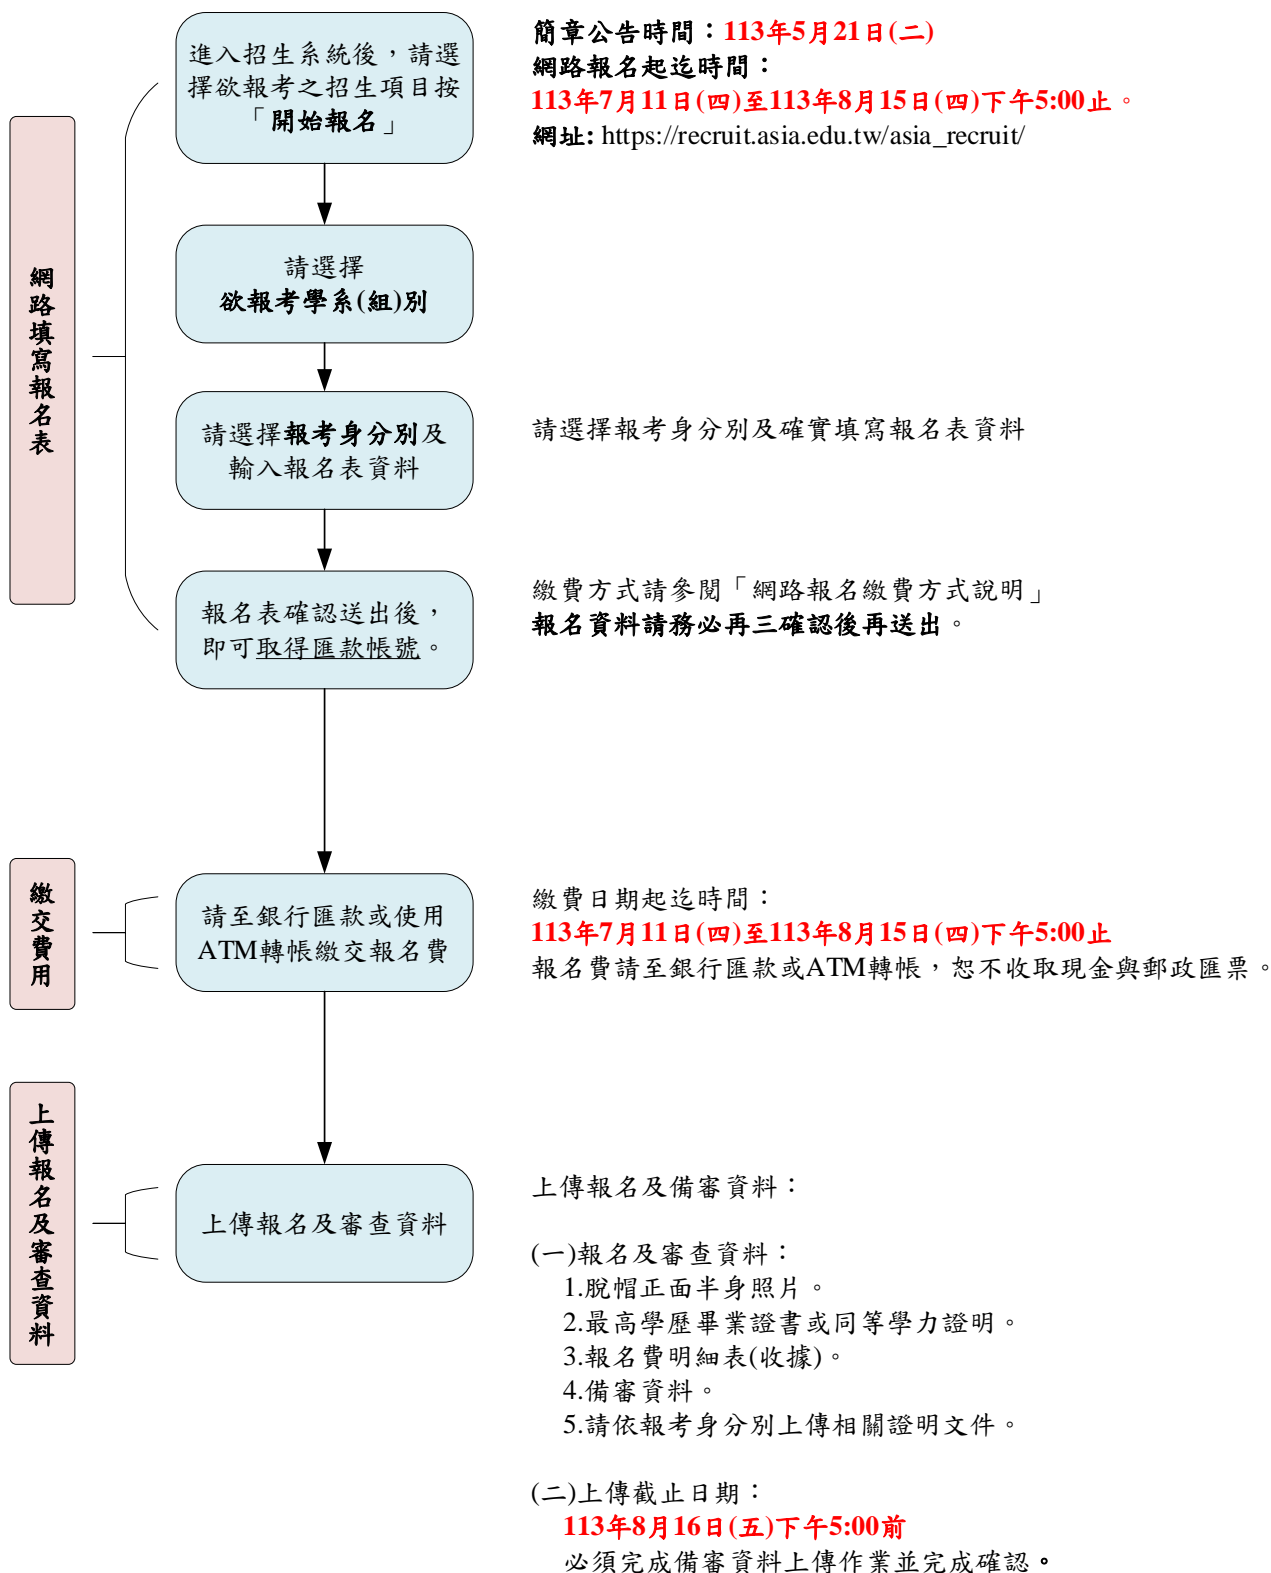 進入招生系統後，請選
擇欲報考之招生項目按
「開始報名」
簡章公告時間：113年5月21日(二)
網路報名起迄時間：
113年7月11日(四)至113年8月15日(四)下午5:00止。
網址: https://recruit.asia.edu.tw/asia_recruit/
網路填寫報名表
請選擇
欲報考學系(組)別
請選擇報考身分別及
輸入報名表資料
請選擇報考身分別及確實填寫報名表資料
報名表確認送出後，
即可取得匯款帳號。
繳費方式請參閱「網路報名繳費方式說明」
報名資料請務必再三確認後再送出。
繳交費用
請至銀行匯款或使用
ATM轉帳繳交報名費
繳費日期起迄時間：
113年7月11日(四)至113年8月15日(四)下午5:00止
報名費請至銀行匯款或ATM轉帳，恕不收取現金與郵政匯票。
上傳報名及審查資料
上傳報名及審查資料
上傳報名及備審資料：
(一)報名及審查資料：
1.脫帽正面半身照片。
2.最高學歷畢業證書或同等學力證明。
3.報名費明細表(收據)。
4.備審資料。
5.請依報考身分別上傳相關證明文件。
(二)上傳截止日期：
113年8月16日(五)下午5:00前
必須完成備審資料上傳作業並完成確認。